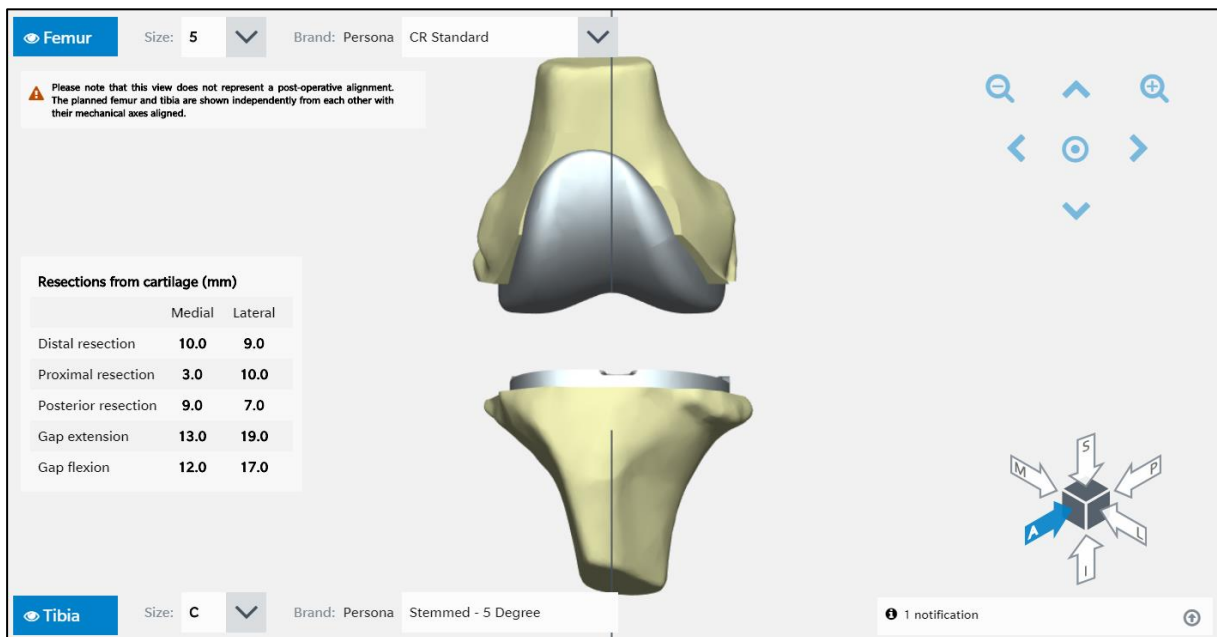 Femur Size: 5 Brand: Persona CR Standard
Please note that this view does not represent a post-operative alignment.
The planned femur and tibia are shown independently from each other with
their mechanical axes aligned.
Resections from cartilage (mm)
Medial Lateral
Distal resection 10.0 9.0
Proximal resection 3.0 10.0
Posterior resection 9.0 7.0
Gap extension 13.0 19.0
Gap flexion 12.0 17.0
S
M P
A L
I
Tibia Size: C Brand: Persona Stemmed - 5 Degree
1 notification